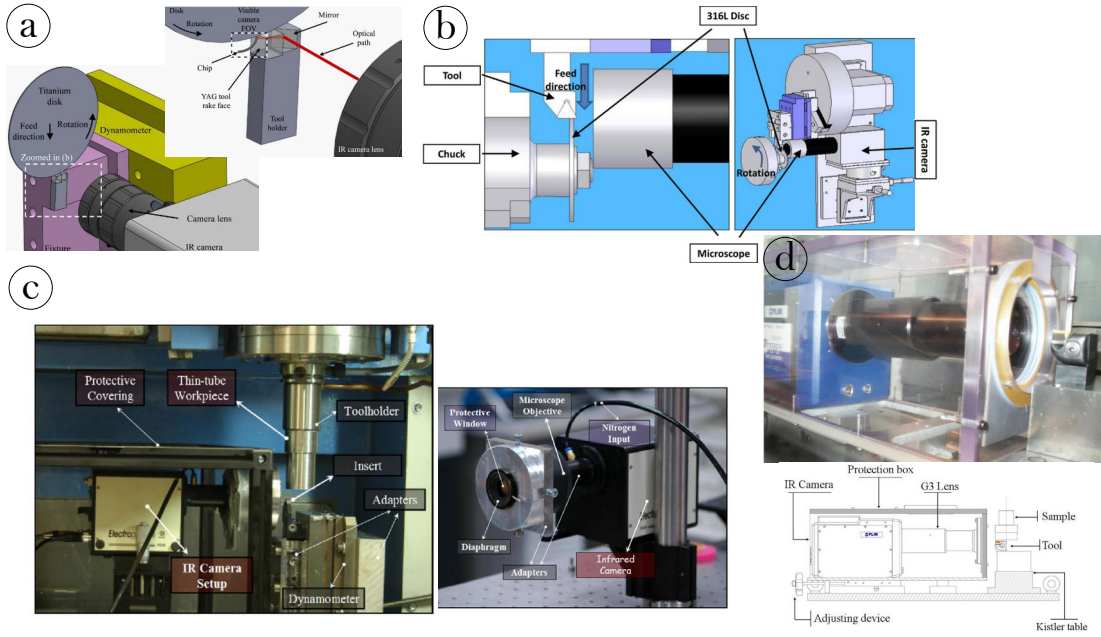 a
Disk
Rotation
Visible
camera
FOV
Mirror
Optical
path
Chip
YAG tool
rake face
Tool
holder
IR camera lens
Titanium
disk
Feed
direction
Rotation
Dynamometer
Zoomed in (b)
Camera lens
Fixture
IR camera
b
316L Disc
Tool
Feed
direction
Chuck
Rotation
IR camera
Microscope
c
Protective
Covering
Thin-tube
Workpiece
Toolholder
Insert
Adapters
IR Camera
Setup
Dynamometer
Protective
Window
Microscope
Objective
Nitrogen
Input
Diaphragm
Adapters
Infrared
Camera
d
Protection box
IR Camera
G3 Lens
Sample
Tool
Adjusting device
Kistler table